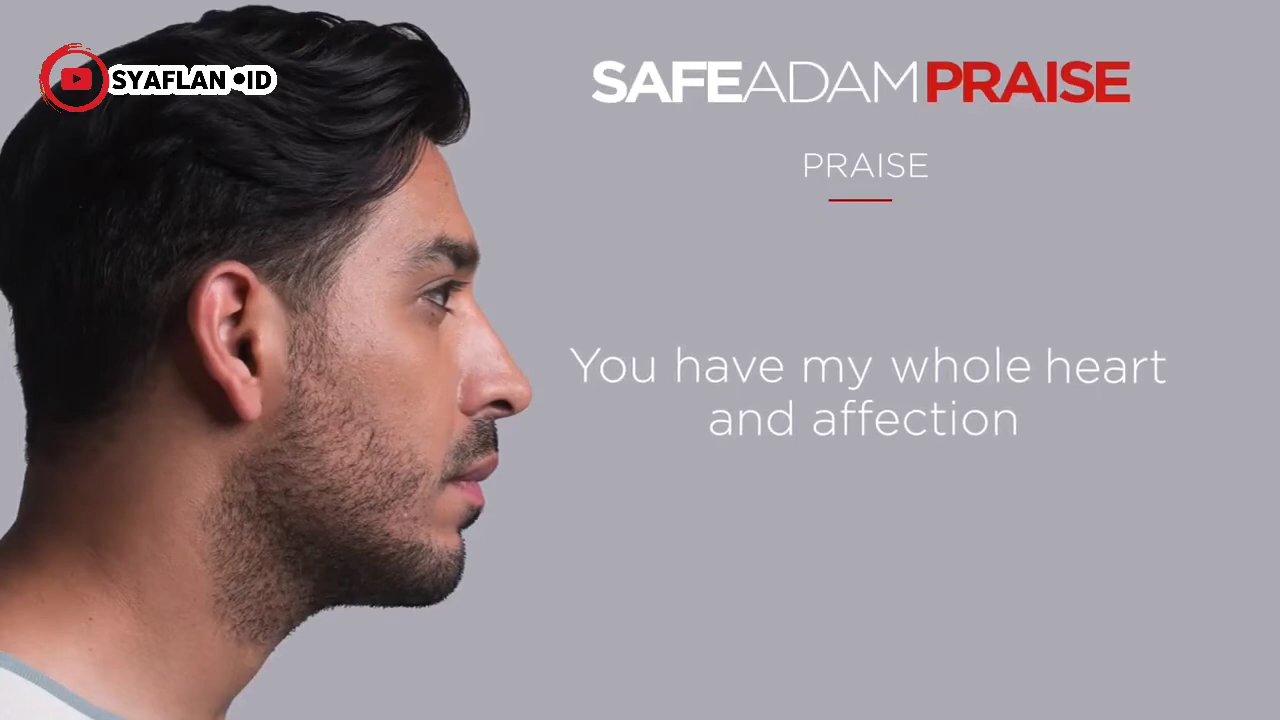 SYAFLAN•ID
SAFEADAMPRAISE
PRAISE
You have my whole heart
and affection